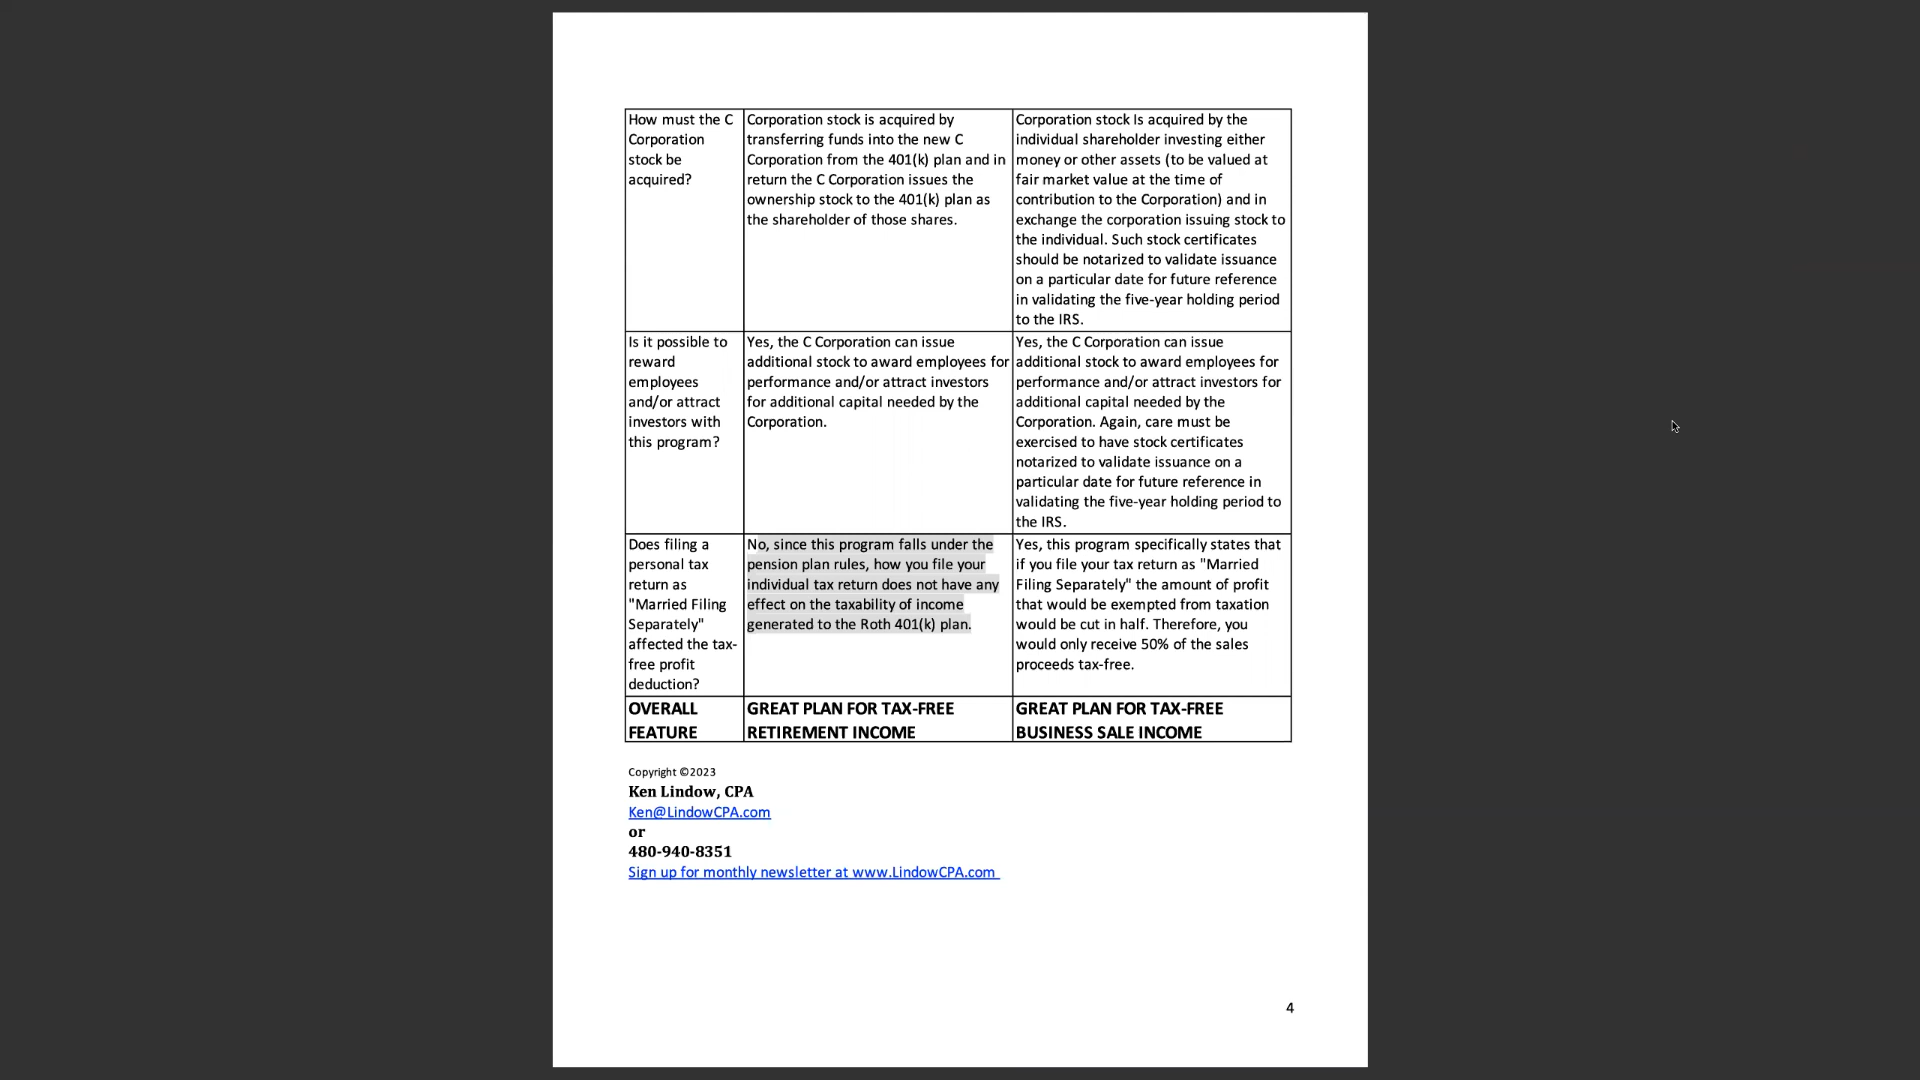 How must the C
Corporation
stock be
acquired?
Corporation stock is acquired by
transferring funds into the new C
Corporation from the 401(k) plan and in
return the C Corporation issues the
ownership stock to the 401(k) plan as
the shareholder of those shares.
Corporation stock Is acquired by the
individual shareholder investing either
money or other assets (to be valued at
fair market value at the time of
contribution to the Corporation) and in
exchange the corporation issuing stock to
the individual. Such stock certificates
should be notarized to validate issuance
on a particular date for future reference
in validating the five-year holding period
to the IRS.
Is it possible to
reward
employees
and/or attract
investors with
this program?
Yes, the C Corporation can issue
additional stock to award employees for
performance and/or attract investors
for additional capital needed by the
Corporation.
Yes, the C Corporation can issue
additional stock to award employees for
performance and/or attract investors for
additional capital needed by the
Corporation. Again, care must be
exercised to have stock certificates
notarized to validate issuance on a
particular date for future reference in
validating the five-year holding period to
the IRS.
Does filing a
personal tax
return as
"Married Filing
Separately"
affected the tax-
free profit
deduction?
No, since this program falls under the
pension plan rules, how you file your
individual tax return does not have any
effect on the taxability of income
generated to the Roth 401(k) plan.
Yes, this program specifically states that
if you file your tax return as "Married
Filing Separately" the amount of profit
that would be exempted from taxation
would be cut in half. Therefore, you
would only receive 50% of the sales
proceeds tax-free.
OVERALL
FEATURE
GREAT PLAN FOR TAX-FREE
RETIREMENT INCOME
GREAT PLAN FOR TAX-FREE
BUSINESS SALE INCOME
Copyright ©2023
Ken Lindow, CPA
Ken@LindowCPA.com
or
480-940-8351
Sign up for monthly newsletter at www.LindowCPA.com
4